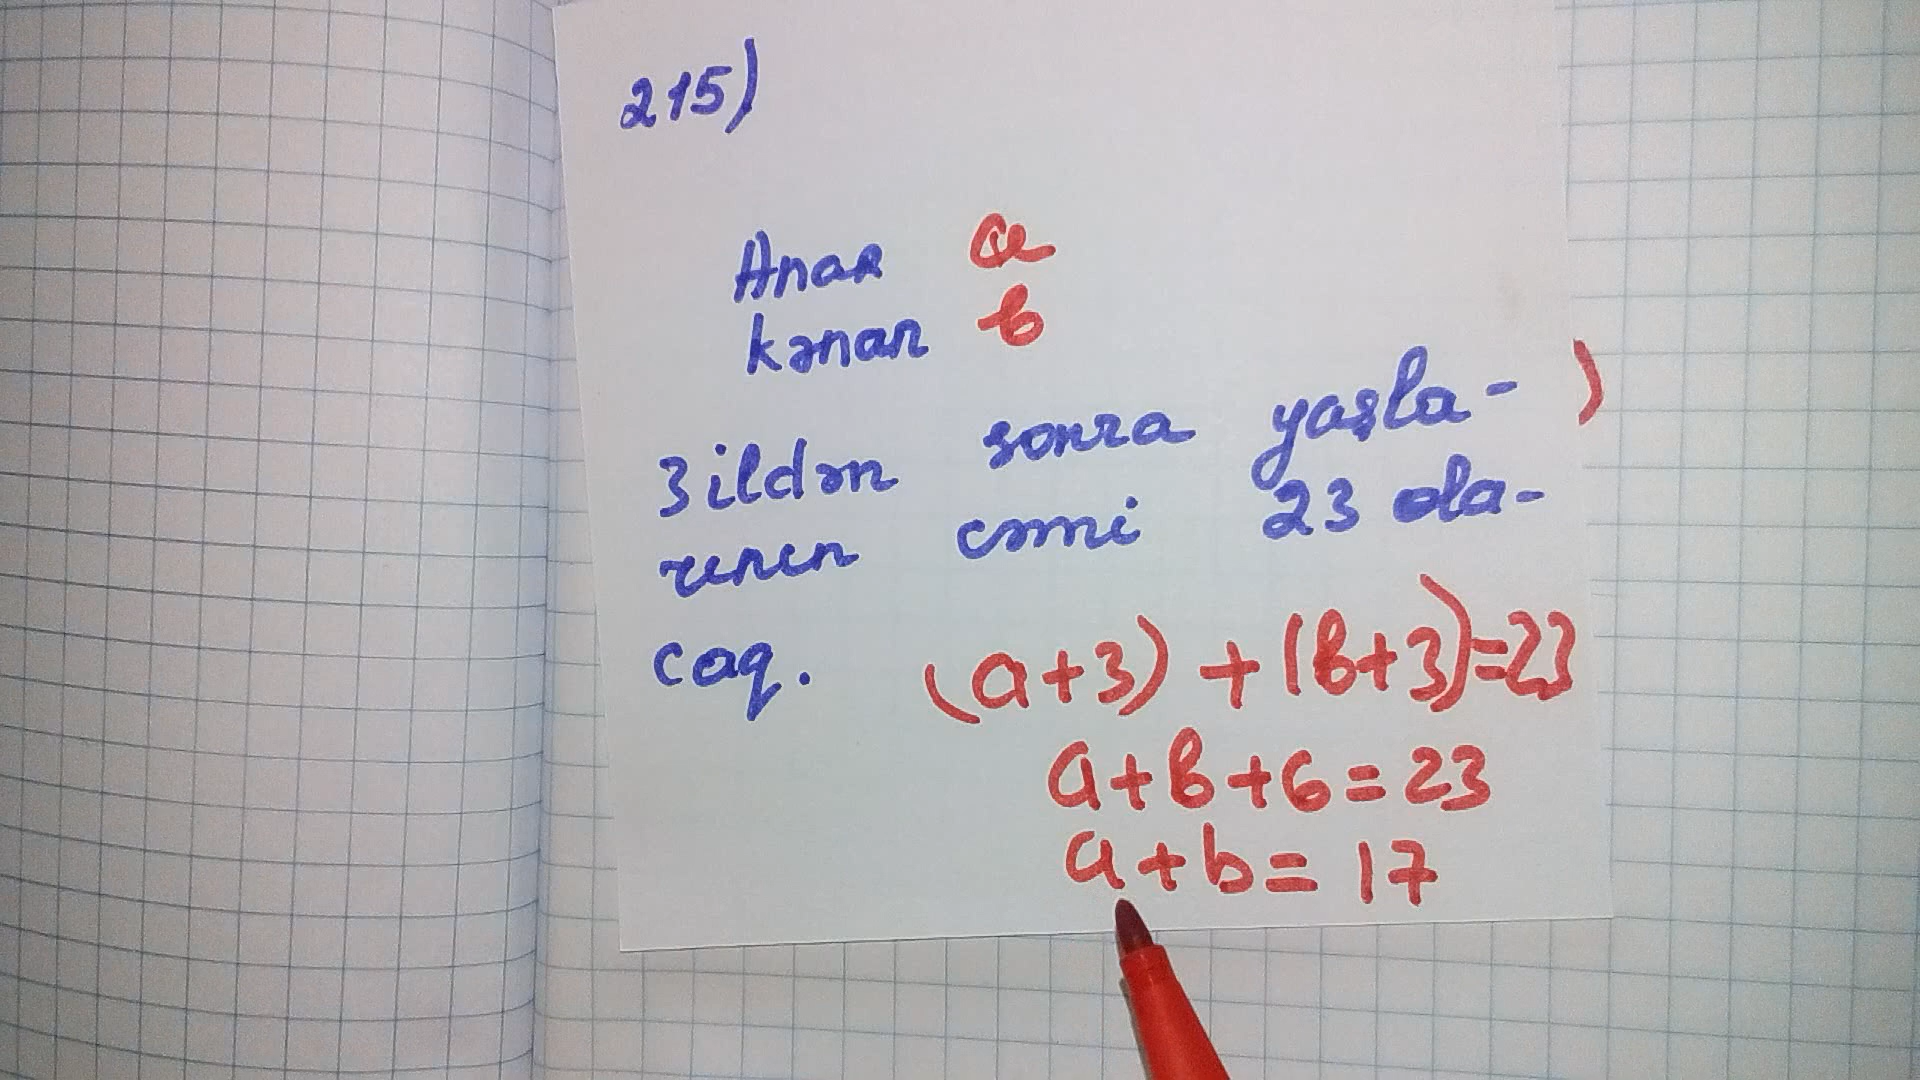 215)
Anar a
Kənan b
3 ildən sonra yaşla-
rının cəmi 23 ola-
caq. (a+3) + (b+3)=23
a+b+6=23
a+b= 17